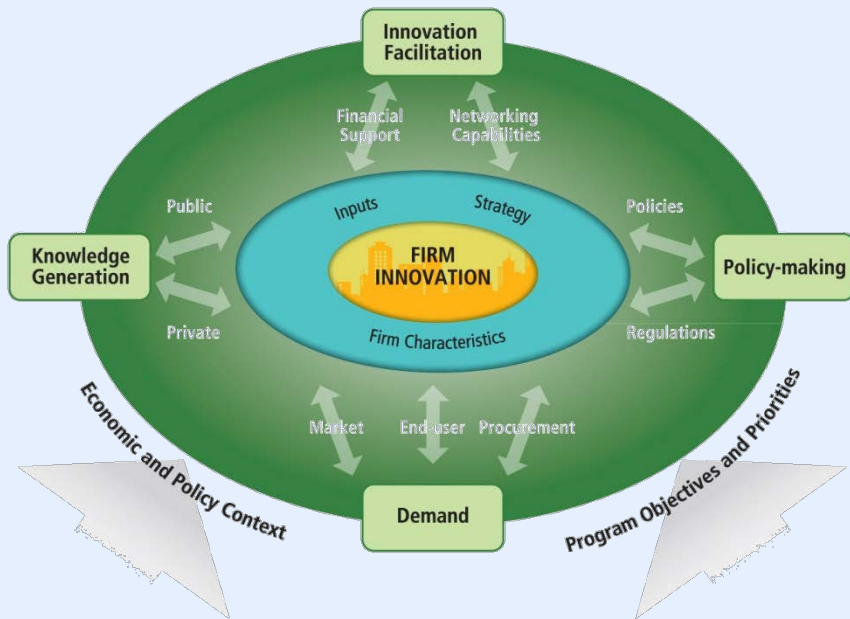 Innovation
Facilitation
Financial
Support
Networking
Capabilities
Public
Inputs
Strategy
Policies
Knowledge
Generation
FIRM
INNOVATION
Policy-making
Private
Firm Characteristics
Regulations
Market
End-user
Procurement
Economic and Policy Context
Demand
Program Objectives and Priorities